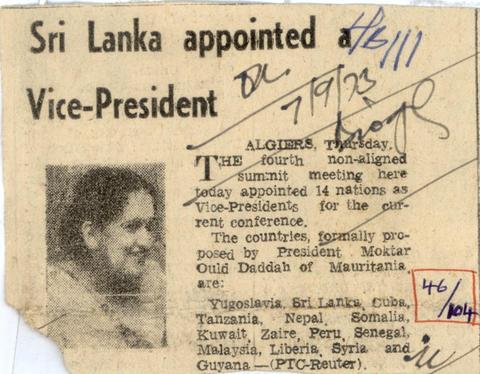 Sri Lanka appointed a
Vice-President
7/9/73
ALGIERS, Thursday.
THE fourth non-aligned
summit meeting here
today appointed 14 nations as
Vice-Presidents for the cur-
rent conference.
The countries, formally pro-
posed by President Moktar
Ould Daddah of Mauritania,
are:
Yugoslavia, Sri Lanka, Cuba,
Tanzania, Nepal, Somalia,
Kuwait, Zaire, Peru, Senegal,
Malaysia, Liberia, Syria and
Guyana —(PTC-Reuter).
46/104